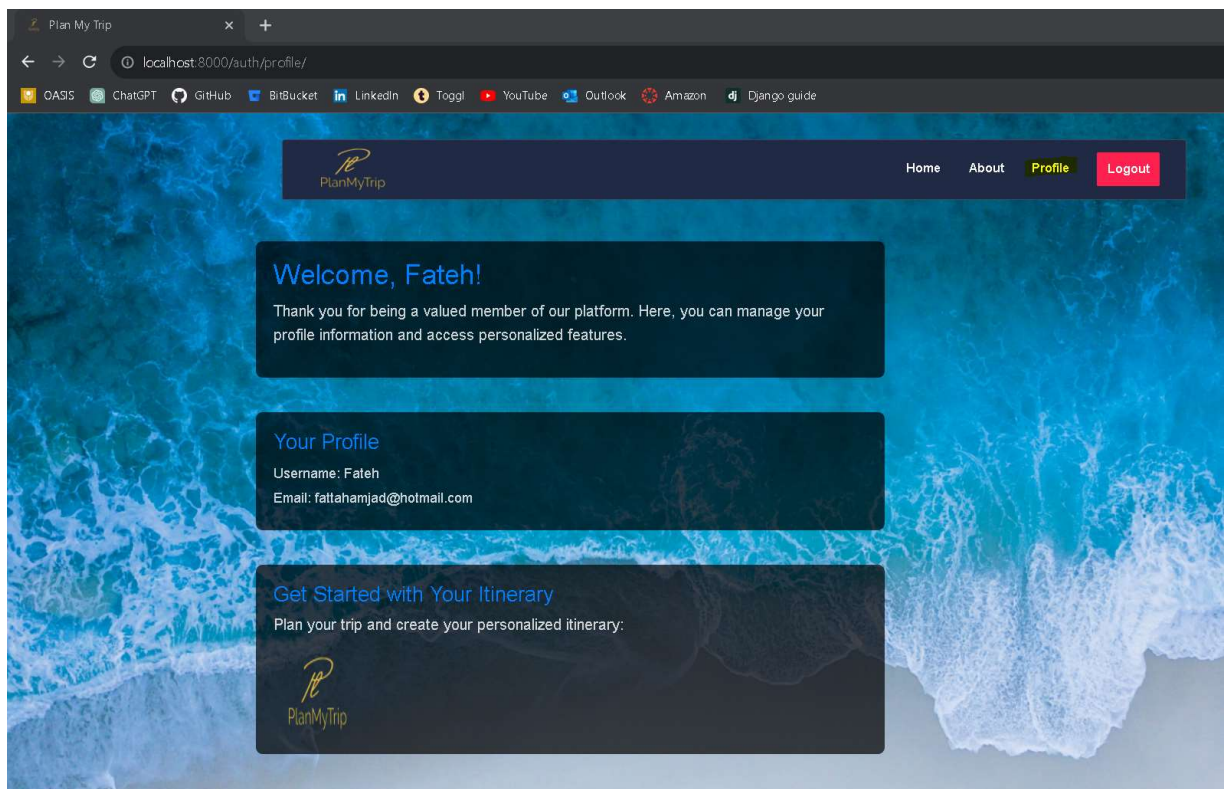 Plan My Trip
localhost:8000/auth/profile/
OASIS ChatGPT GitHub BitBucket LinkedIn Toggl YouTube Outlook Amazon dj Django guide
PlanMyTrip
Home About Profile Logout
Welcome, Fateh!
Thank you for being a valued member of our platform. Here, you can manage your
profile information and access personalized features.
Your Profile
Username: Fateh
Email: fattahamjad@hotmail.com
Get Started with Your Itinerary
Plan your trip and create your personalized itinerary:
PlanMyTrip